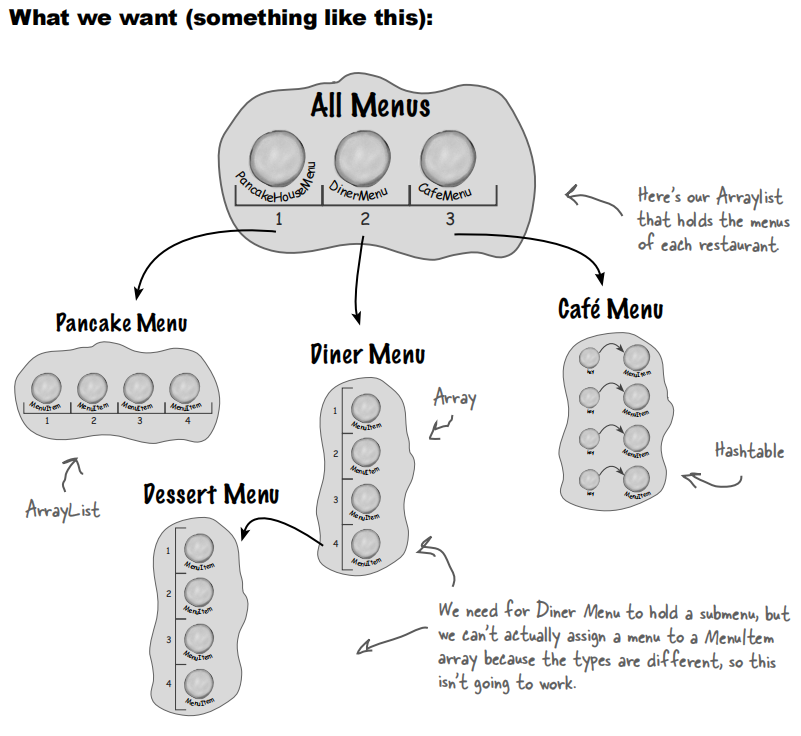 What we want (something like this):
All Menus
PancakeHouseMenu
DinerMenu
CafeMenu
1
2
3
Here's our Arraylist
that holds the menus
of each restaurant.
Pancake Menu
MenuItem
MenuItem
MenuItem
MenuItem
1
2
3
4
ArrayList
Diner Menu
1
MenuItem
2
MenuItem
3
MenuItem
4
MenuItem
Array
Café Menu
key
MenuItem
key
MenuItem
key
MenuItem
key
MenuItem
Hashtable
Dessert Menu
1
MenuItem
2
MenuItem
3
MenuItem
4
MenuItem
We need for Diner Menu to hold a submenu, but
we can't actually assign a menu to a MenuItem
array because the types are different, so this
isn't going to work.